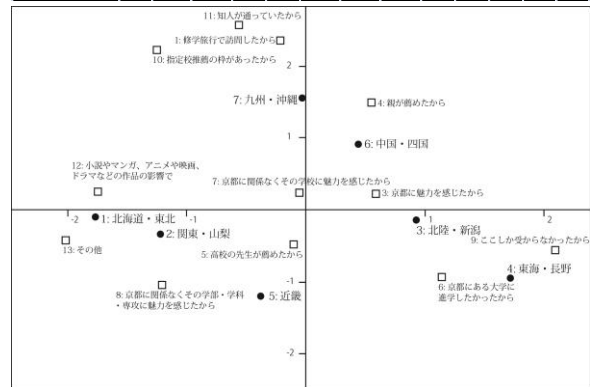 11: 知人が通っていたから
1: 修学旅行で訪問したから
10: 指定校推薦の枠があったから
2
7: 九州・沖縄
4: 親が薦めたから
1
6: 中国・四国
12: 小説やマンガ、アニメや映画、
ドラマなどの作品の影響で
7: 京都に関係なくその学校に魅力を感じたから
3: 京都に魅力を感じたから
-2
-1
1
2
1: 北海道・東北
2: 関東・山梨
3: 北陸・新潟
13: その他
5: 高校の先生が薦めたから
9: ここしか受からなかったから
4: 東海・長野
-1
8: 京都に関係なくその学部・学科
・専攻に魅力を感じたから
5: 近畿
6: 京都にある大学に
進学したかったから
-2